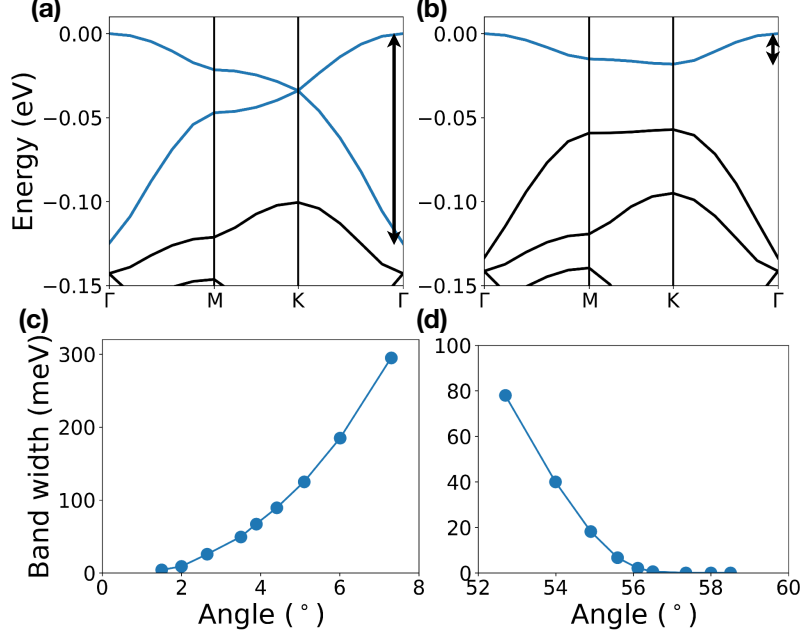 (a) (b)
Energy (eV)
0.00
−0.05
−0.10
−0.15
Γ M K Γ
0.00
−0.05
−0.10
−0.15
Γ M K Γ
(c) (d)
Band width (meV)
300
200
100
0
0 2 4 6 8
Angle (°)
100
80
60
40
20
0
52 54 56 58 60
Angle (°)